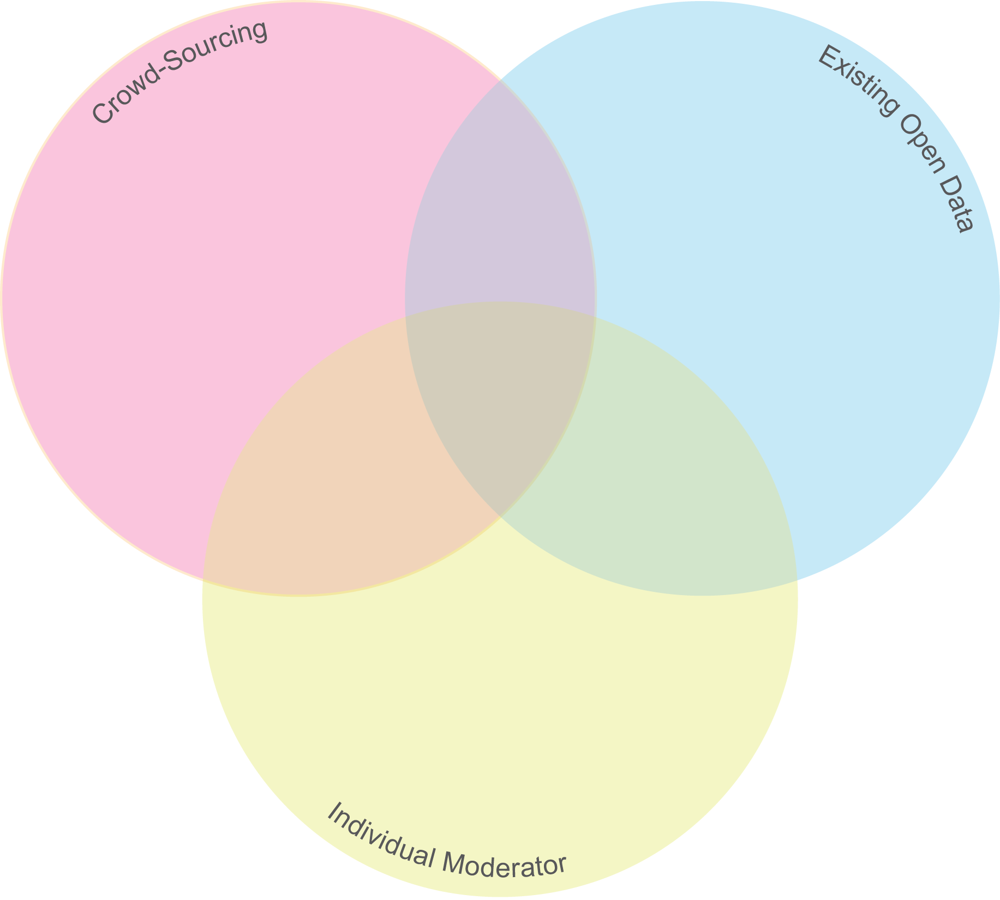 Crowd-Sourcing
Existing Open Data
Individual Moderator